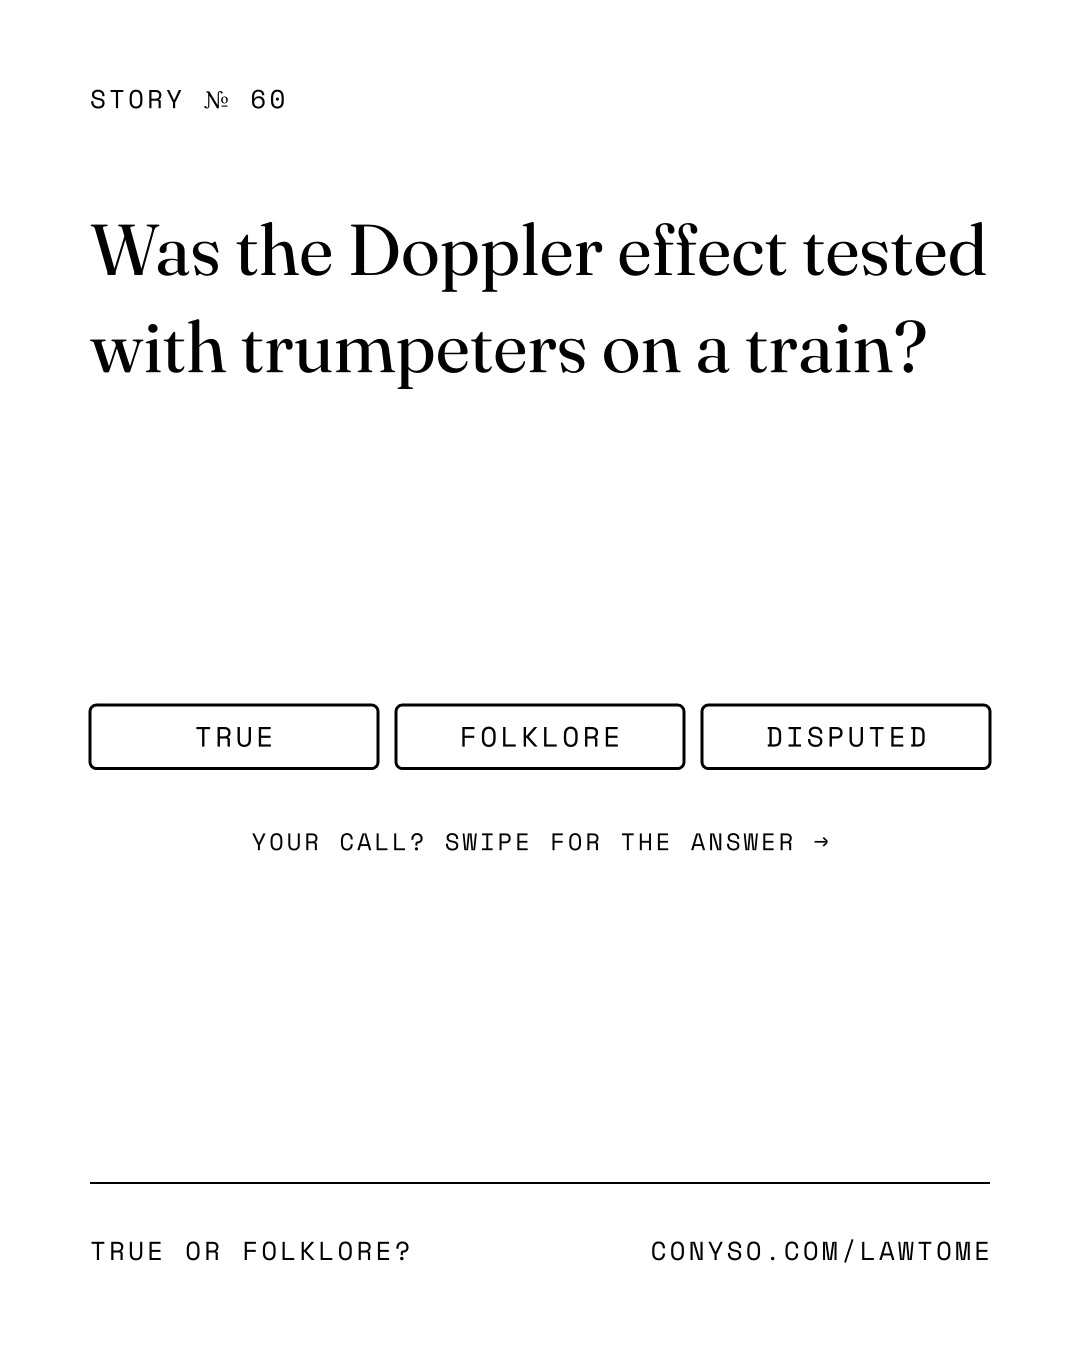 STORY № 60
Was the Doppler effect tested
with trumpeters on a train?
TRUE
FOLKLORE
DISPUTED
YOUR CALL? SWIPE FOR THE ANSWER →
TRUE OR FOLKLORE?
CONYSO.COM/LAWTOME